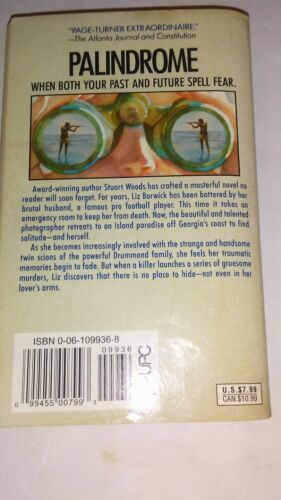 "PAGE-TURNER EXTRAORDINAIRE."
—The Atlanta Journal and Constitution
PALINDROME
WHEN BOTH YOUR PAST AND FUTURE SPELL FEAR.
Award-winning author Stuart Woods has crafted a masterful novel no
reader will soon forget. For years, Liz Barwick has been battered by her
brutal husband, a famous pro football player. This time it takes an
emergency room to keep her from death. Now, the beautiful and talented
photographer retreats to an island paradise off Georgia's coast to find
solitude—and herself.
As she becomes increasingly involved with the strange and handsome
twin scions of the powerful Drummond family, she feels her traumatic
memories begin to fade. But when a killer launches a series of gruesome
murders, Liz discovers that there is no place to hide—not even in her
lover's arms.
ISBN 0-06-109936-8
09936
UPC
0 99455 00799 3
U.S.$7.99
CAN.$10.99